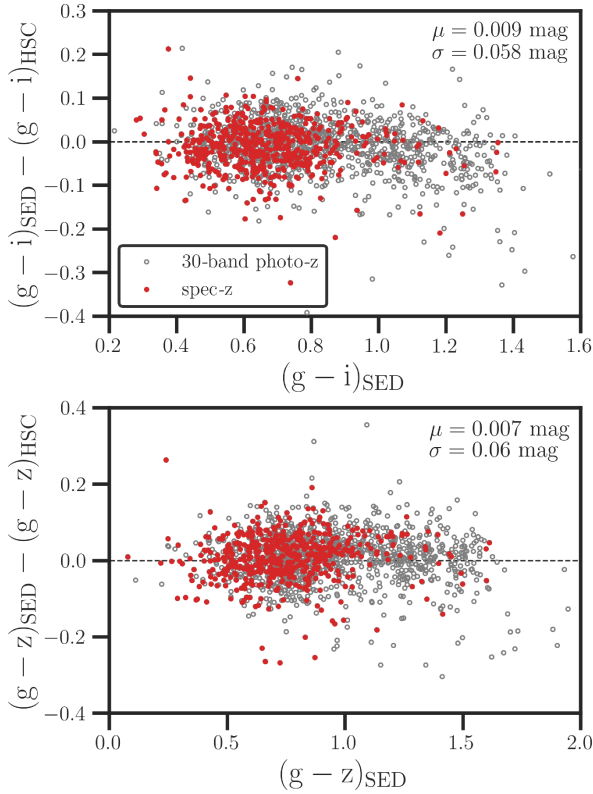 0.3
0.2
0.1
0.0
−0.1
−0.2
−0.3
−0.4
(g − i)SED − (g − i)HSC
μ = 0.009 mag
σ = 0.058 mag
30-band photo-z
spec-z
0.2 0.4 0.6 0.8 1.0 1.2 1.4 1.6
(g − i)SED
0.4
0.2
0.0
−0.2
−0.4
(g − z)SED − (g − z)HSC
μ = 0.007 mag
σ = 0.06 mag
0.0 0.5 1.0 1.5 2.0
(g − z)SED